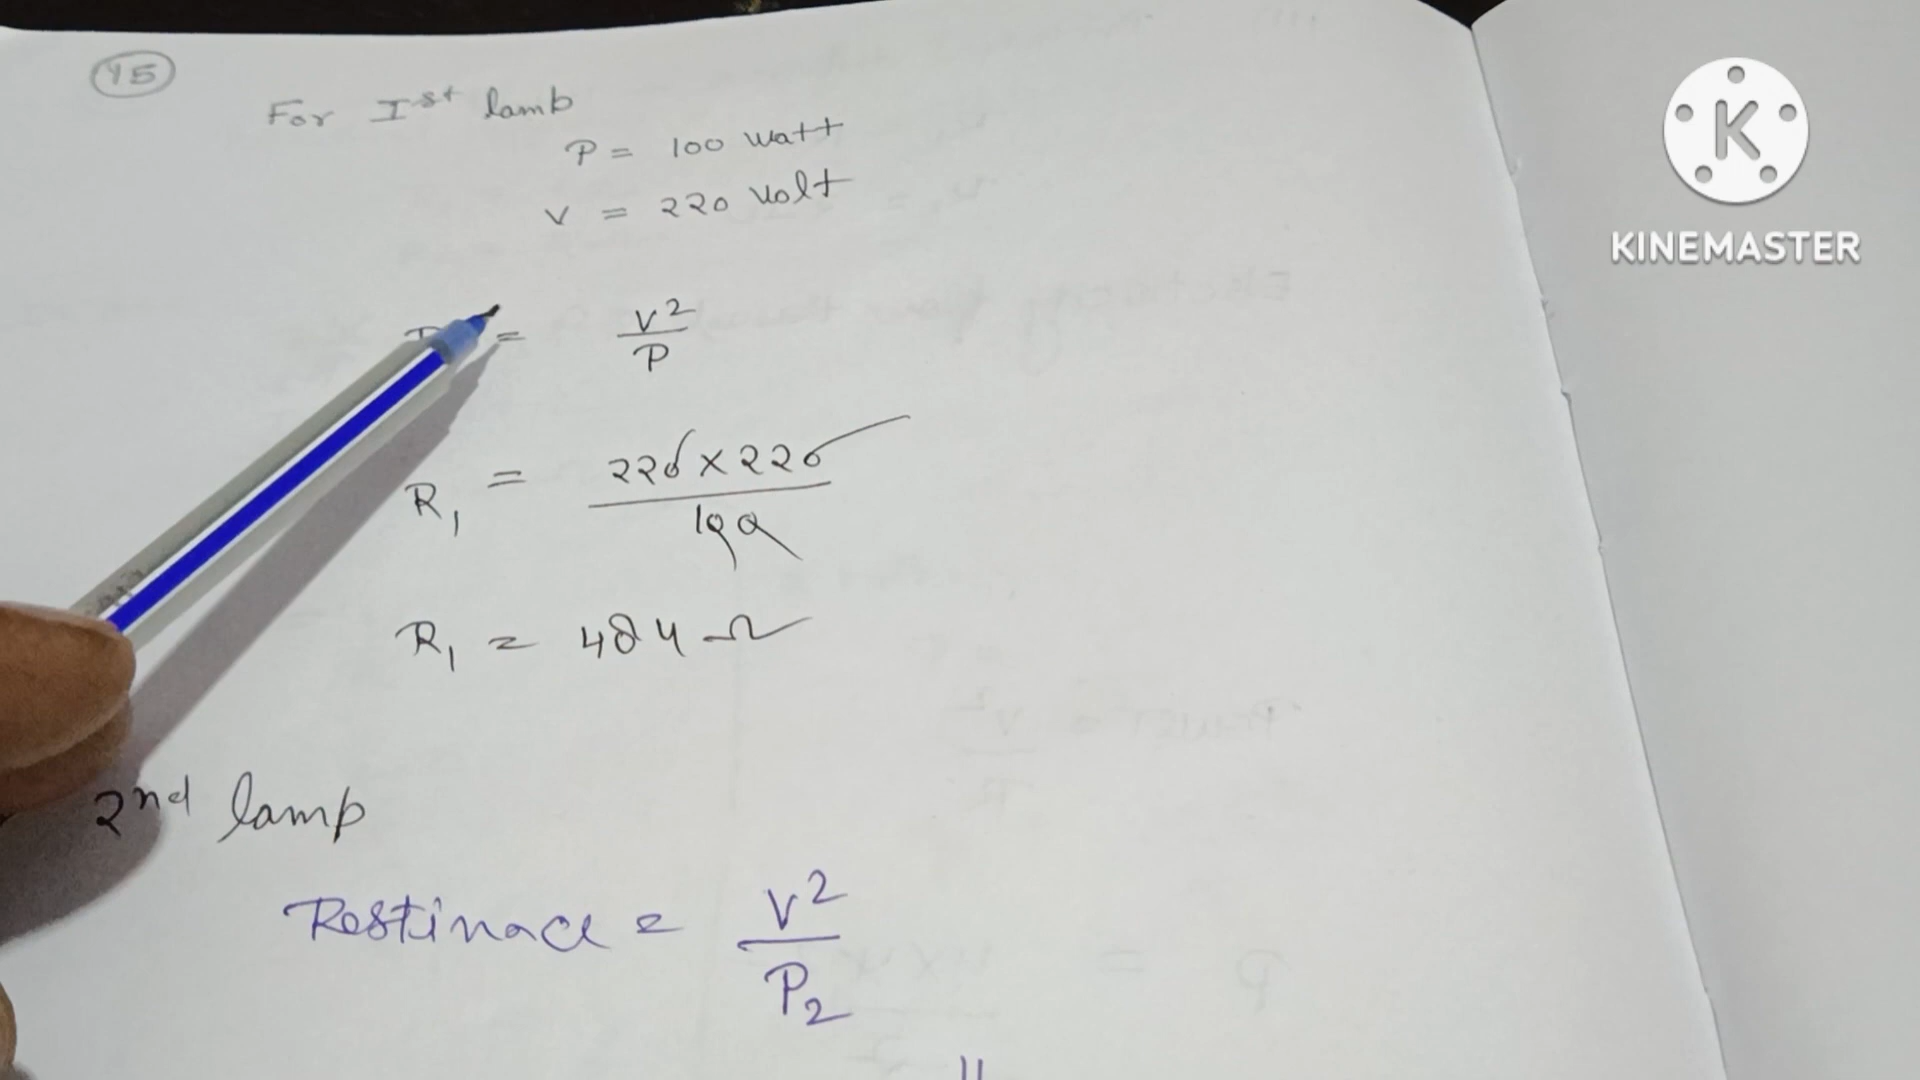 15
For Ist lamb
P = 100 watt
V = 220 volt
= V²/P
R₁ = 220 × 220 / 100
R₁ = 484 Ω
2nd lamp
Restinace = V²/P₂
K
KINEMASTER